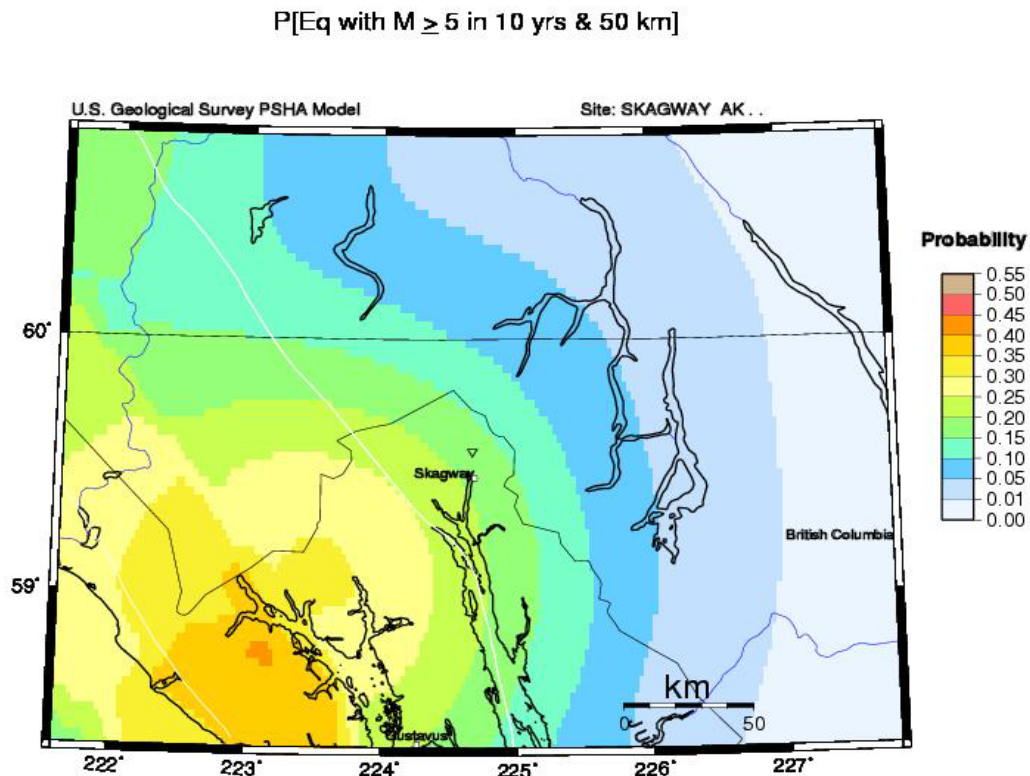 P[Eq with M ≥ 5 in 10 yrs & 50 km]
U.S. Geological Survey PSHA Model Site: SKAGWAY AK . .
Probability
0.55
0.50
0.45
0.40
0.35
0.30
0.25
0.20
0.15
0.10
0.05
0.01
0.00
60°
Skagway
British Columbia
59°
km
0 50
Gustavus
222° 223° 224° 225° 226° 227°